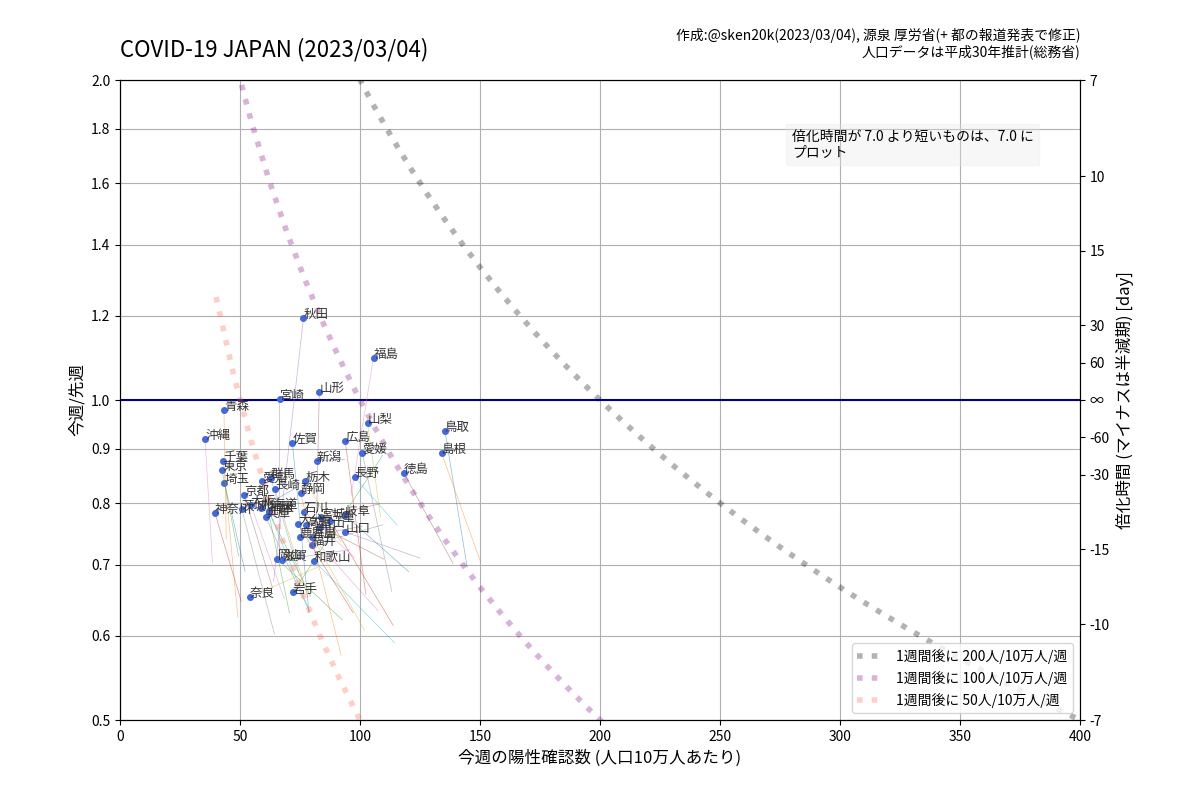 COVID-19 JAPAN (2023/03/04)
作成:@sken20k(2023/03/04), 源泉 厚労省(+ 都の報道発表で修正)
人口データは平成30年推計(総務省)
2.0
1.8
1.6
1.4
1.2
1.0
0.9
0.8
0.7
0.6
0.5
今週/先週
7
10
15
30
60
∞
-60
-30
-15
-10
-7
倍化時間 (マイナスは半減期) [day]
倍化時間が 7.0 より短いものは、7.0 に
プロット
秋田
福島
山形
宮崎
青森
山梨
鳥取
沖縄
佐賀
広島
愛媛
島根
千葉
新潟
東京
群馬
長野
徳島
埼玉
栃木
長崎
静岡
京都
神奈川
石川
岐阜
山口
福井
和歌山
滋賀
奈良
岩手
1週間後に 200人/10万人/週
1週間後に 100人/10万人/週
1週間後に 50人/10万人/週
0
50
100
150
200
250
300
350
400
今週の陽性確認数 (人口10万人あたり)